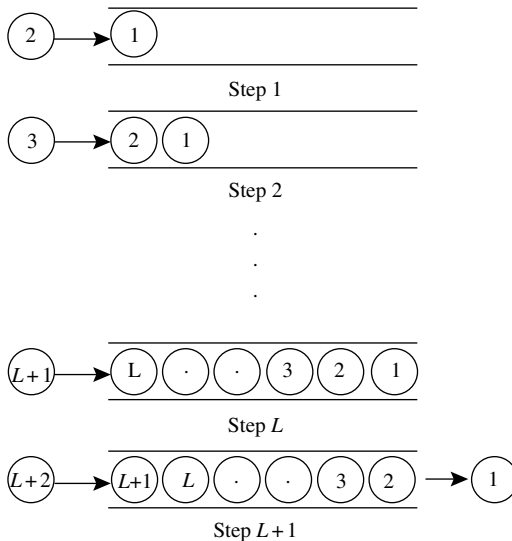 2 1
Step 1
3 2 1
Step 2
.
.
.
L+1 L . . 3 2 1
Step L
L+2 L+1 L . . 3 2 1
Step L+1